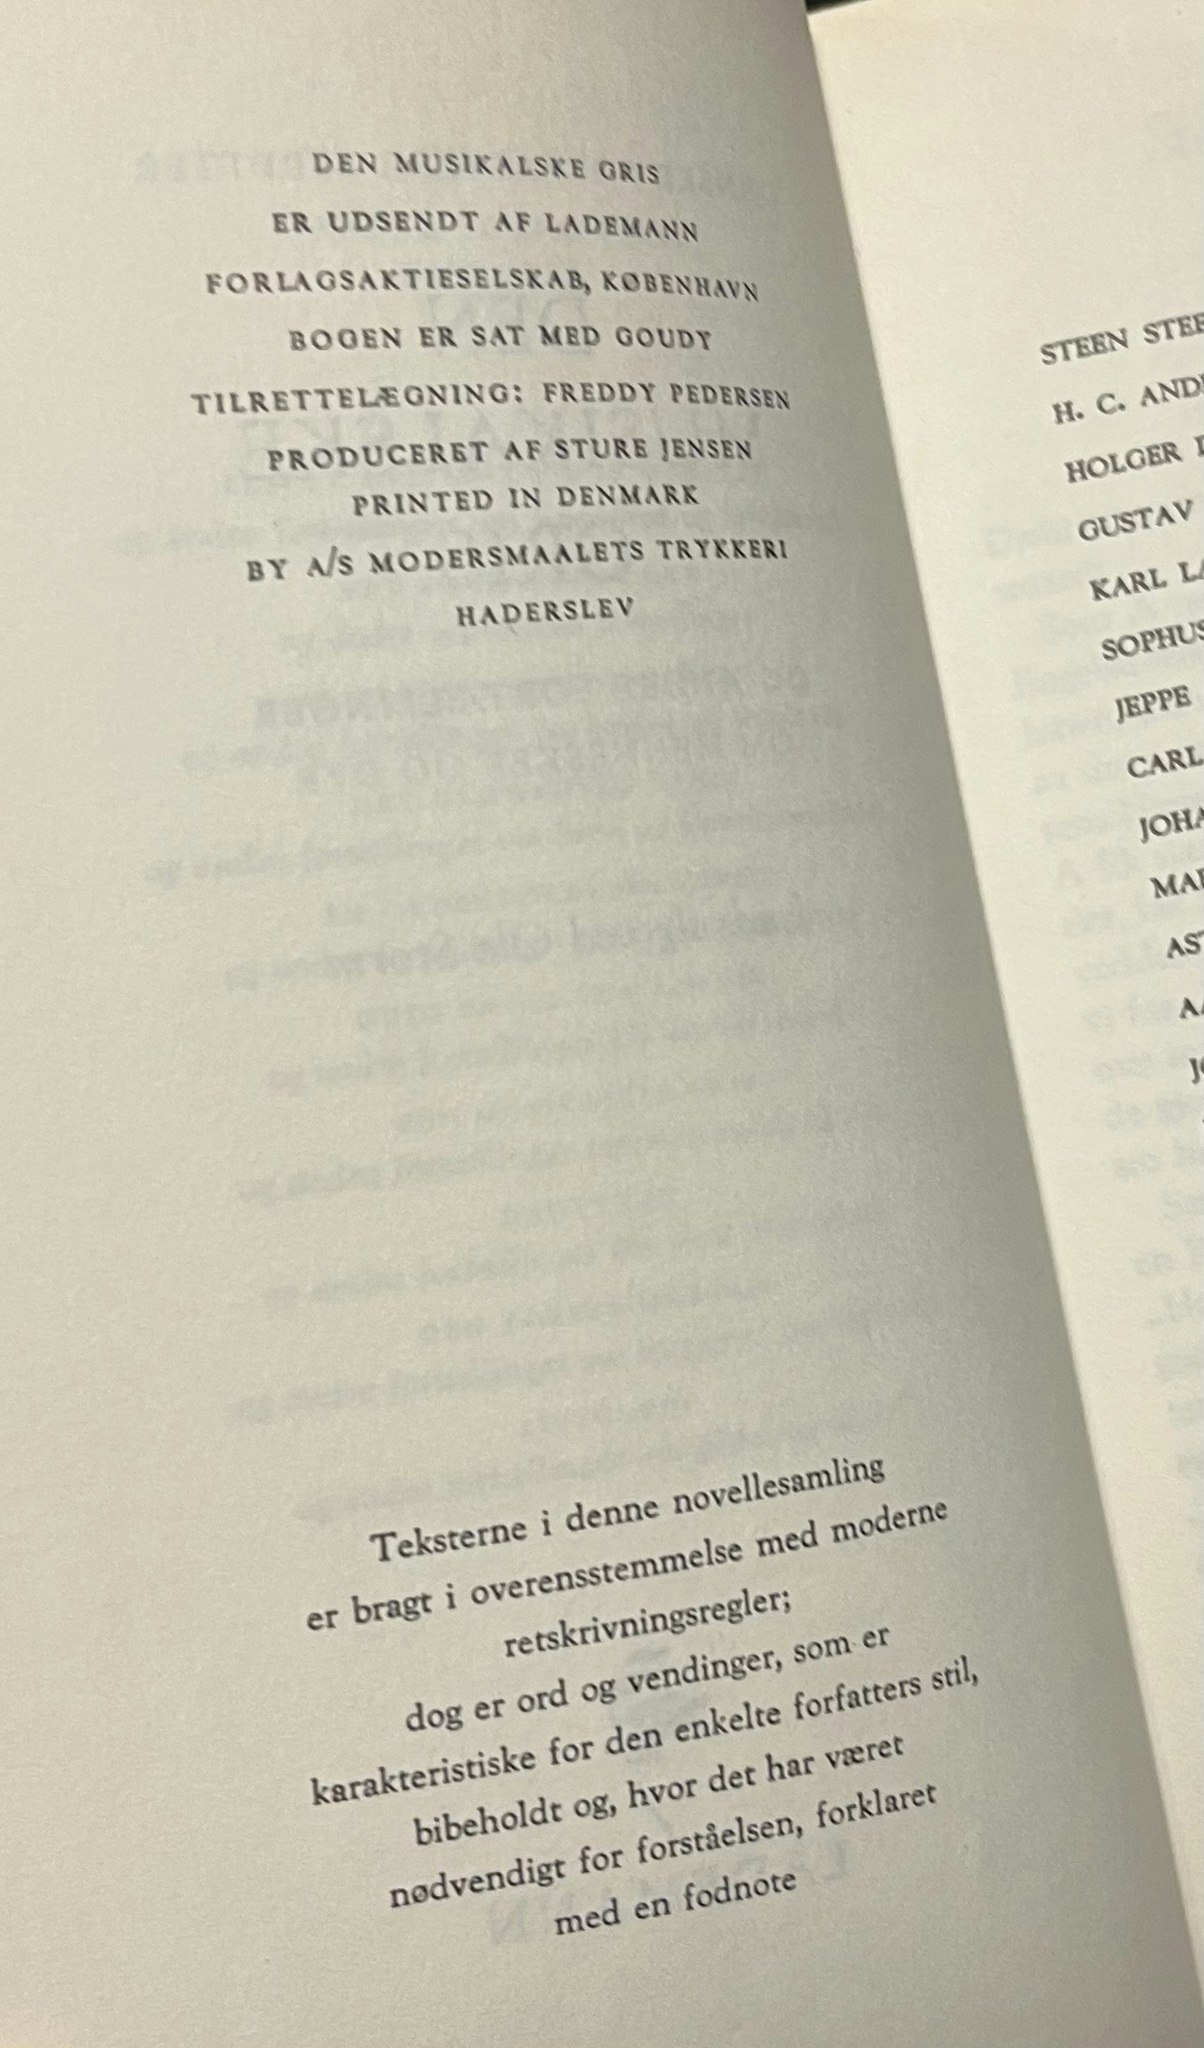 DEN MUSIKALSKE GRIS
ER UDSENDT AF LADEMANN
FORLAGSAKTIESELSKAB, KØBENHAVN
BOGEN ER SAT MED GOUDY
TILRETTELÆGNING: FREDDY PEDERSEN
PRODUCERET AF STURE JENSEN
PRINTED IN DENMARK
BY A/S MODERSMAALETS TRYKKERI
HADERSLEV
Teksterne i denne novellesamling
er bragt i overensstemmelse med moderne
retskrivningsregler;
dog er ord og vendinger, som er
karakteristiske for den enkelte forfatters stil,
bibeholdt og, hvor det har været
nødvendigt for forståelsen, forklaret
med en fodnote
STEEN
H. C.
HOLGER
GUSTAV
KARL
SOPHUS
JEPPE
CARL